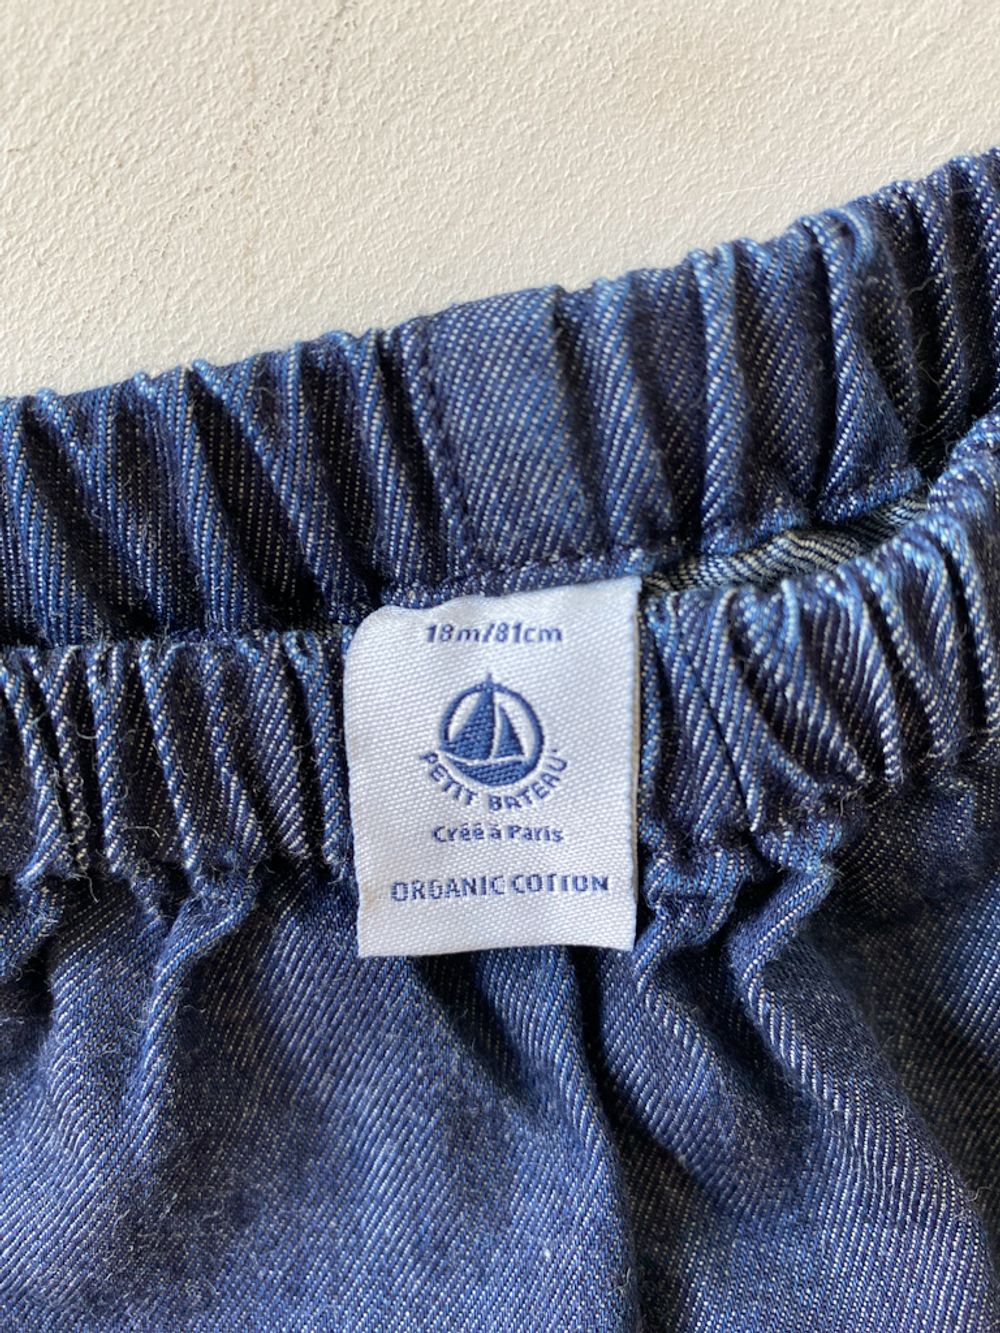 18m/81cm
PETIT BATEAU
Créé à Paris
ORGANIC COTTON